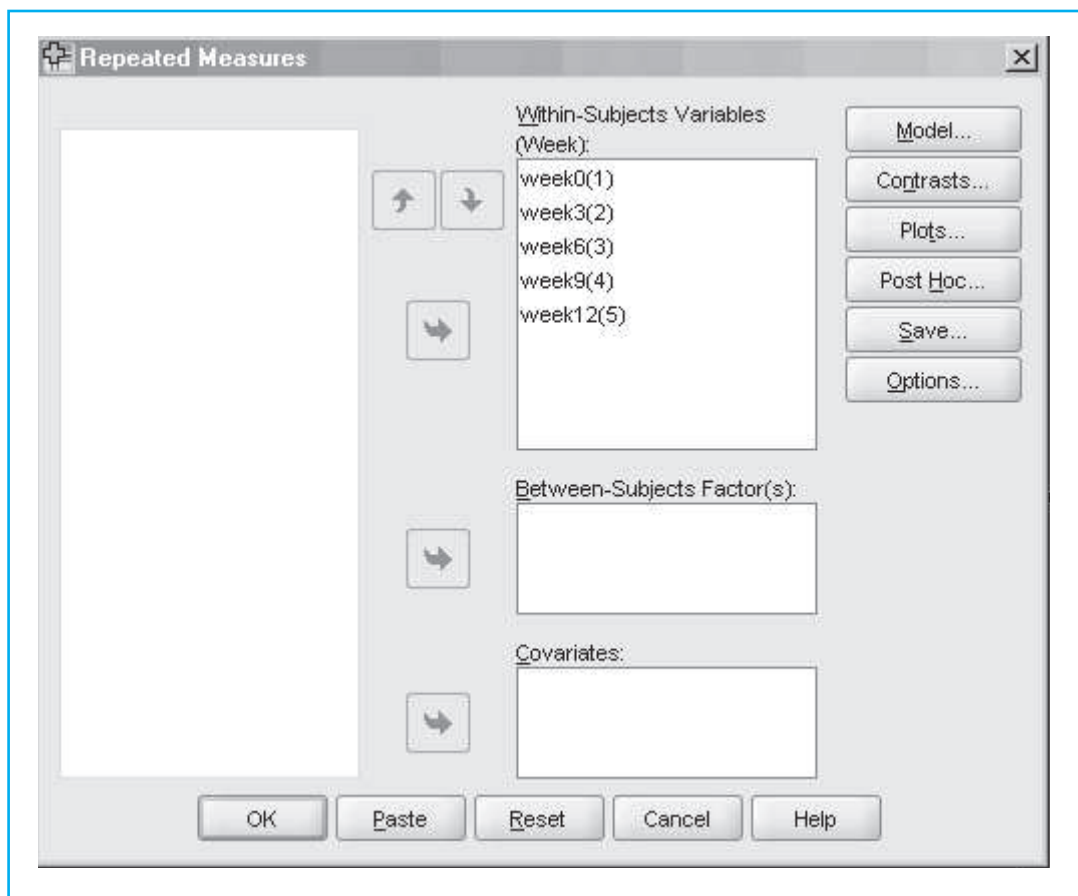 Repeated Measures
Within-Subjects Variables
(Week):
week0(1)
week3(2)
week6(3)
week9(4)
week12(5)
Model...
Contrasts...
Plots...
Post Hoc...
Save...
Options...
Between-Subjects Factor(s):
Covariates:
OK
Paste
Reset
Cancel
Help